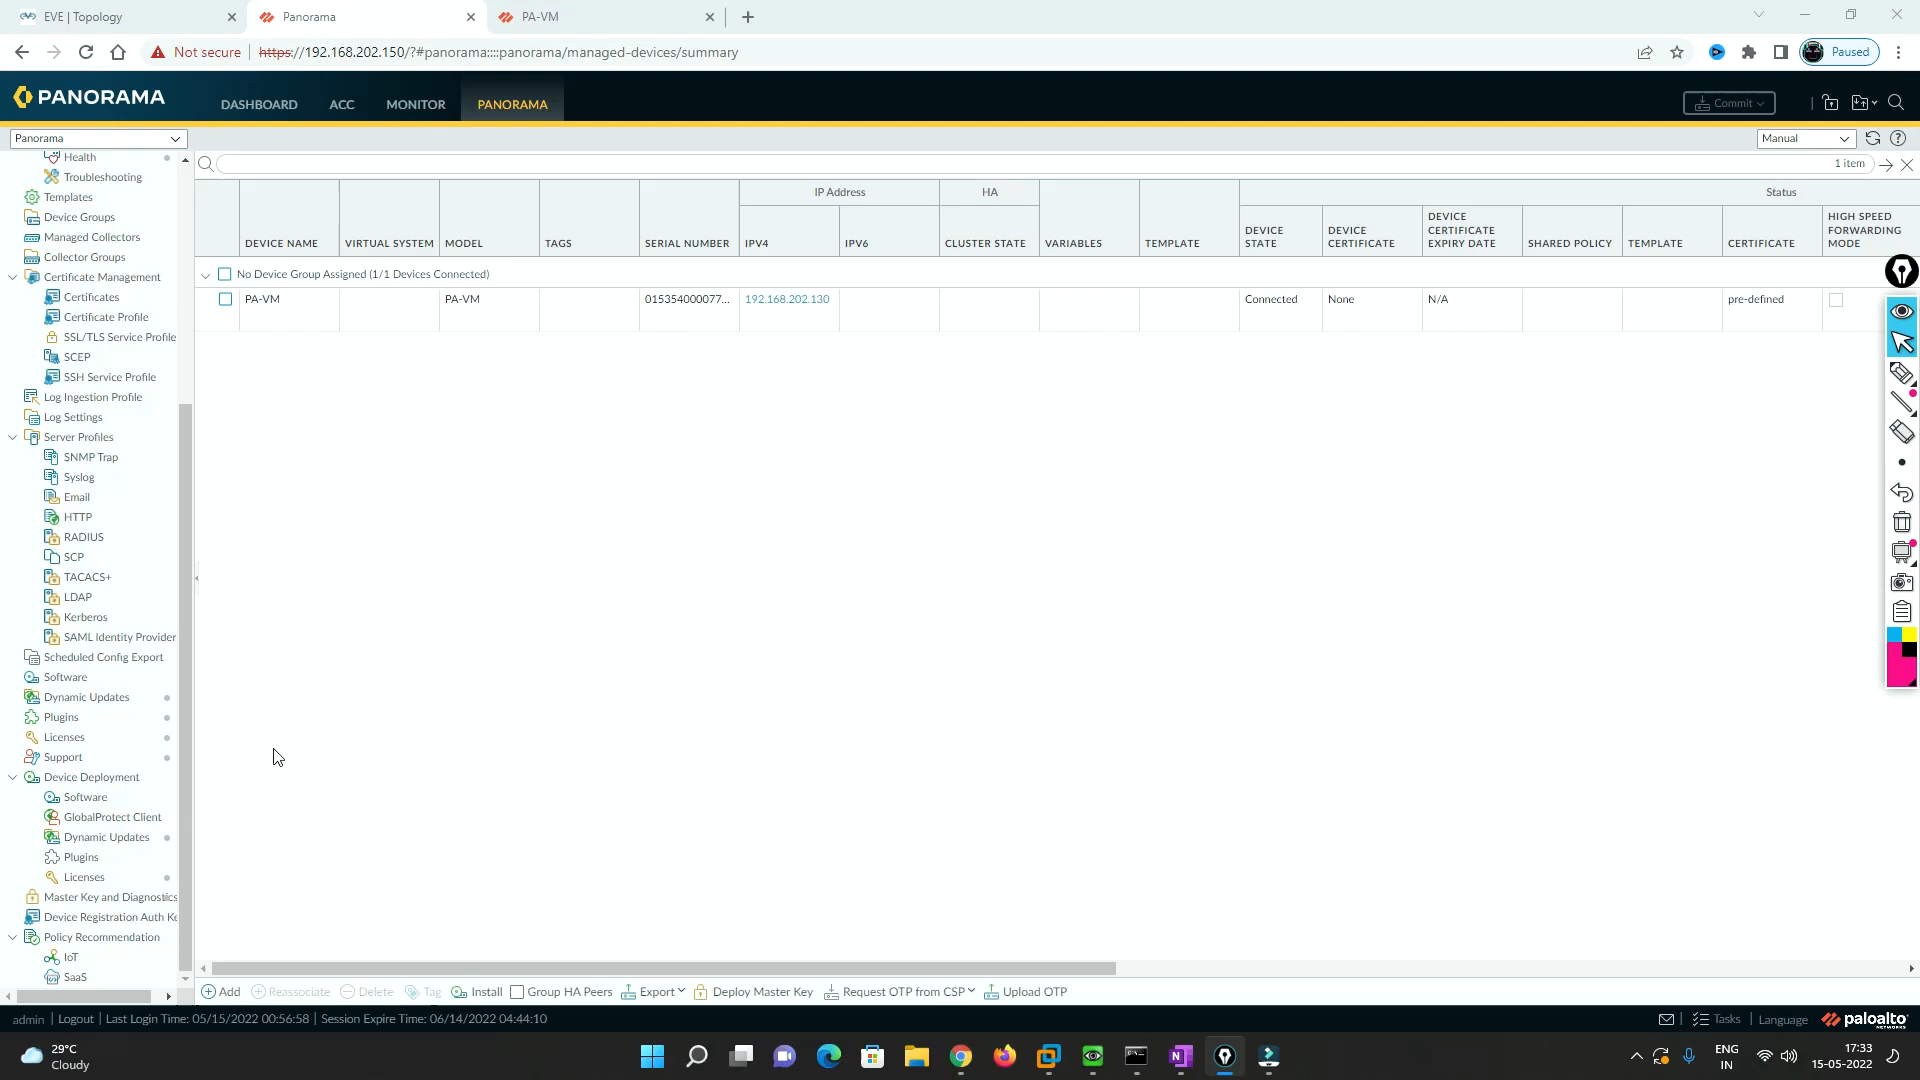 EVE | Topology
Panorama
PA-VM
Not secure
https://192.168.202.150/?#panorama::::panorama/managed-devices/summary
Paused
PANORAMA
DASHBOARD
ACC
MONITOR
PANORAMA
Commit
Panorama
Manual
1 item
Health
Troubleshooting
Templates
Device Groups
Managed Collectors
Collector Groups
Certificate Management
Certificates
Certificate Profile
SSL/TLS Service Profile
SCEP
SSH Service Profile
Log Ingestion Profile
Log Settings
Server Profiles
SNMP Trap
Syslog
Email
HTTP
RADIUS
SCP
TACACS+
LDAP
Kerberos
SAML Identity Provider
Scheduled Config Export
Software
Dynamic Updates
Plugins
Licenses
Support
Device Deployment
Software
GlobalProtect Client
Dynamic Updates
Plugins
Licenses
Master Key and Diagnostics
Device Registration Auth Ke
Policy Recommendation
IoT
SaaS
IP Address
HA
Status
DEVICE NAME
VIRTUAL SYSTEM
MODEL
TAGS
SERIAL NUMBER
IPV4
IPV6
CLUSTER STATE
VARIABLES
TEMPLATE
DEVICE
STATE
DEVICE
CERTIFICATE
DEVICE
CERTIFICATE
EXPIRY DATE
SHARED POLICY
TEMPLATE
CERTIFICATE
HIGH SPEED
FORWARDING
MODE
No Device Group Assigned (1/1 Devices Connected)
PA-VM
PA-VM
015354000077...
192.168.202.130
Connected
None
N/A
pre-defined
Add
Reassociate
Delete
Tag
Install
Group HA Peers
Export
Deploy Master Key
Request OTP from CSP
Upload OTP
admin | Logout | Last Login Time: 05/15/2022 00:56:58 | Session Expire Time: 06/14/2022 04:44:10
Tasks
Language
paloalto
NETWORKS
29°C
Cloudy
ENG
IN
17:33
15-05-2022